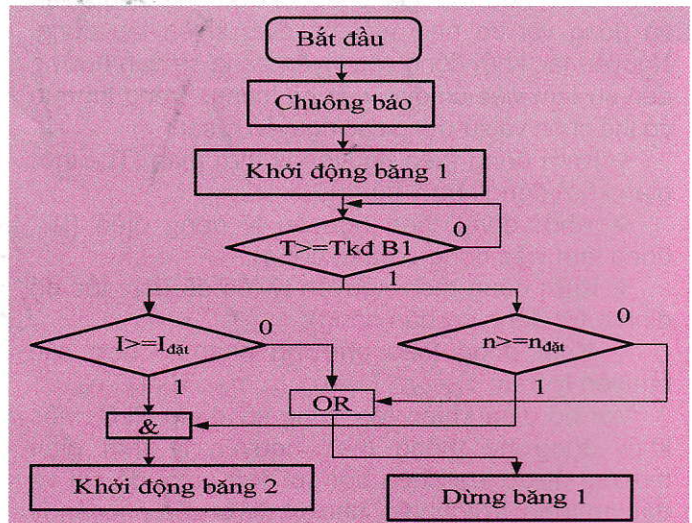 Bắt đầu
Chuông báo
Khởi động băng 1
T>=Tkđ B1
0
1
I>=Iđặt
0
1
n>=nđặt
0
1
OR
&
Khởi động băng 2
Dừng băng 1